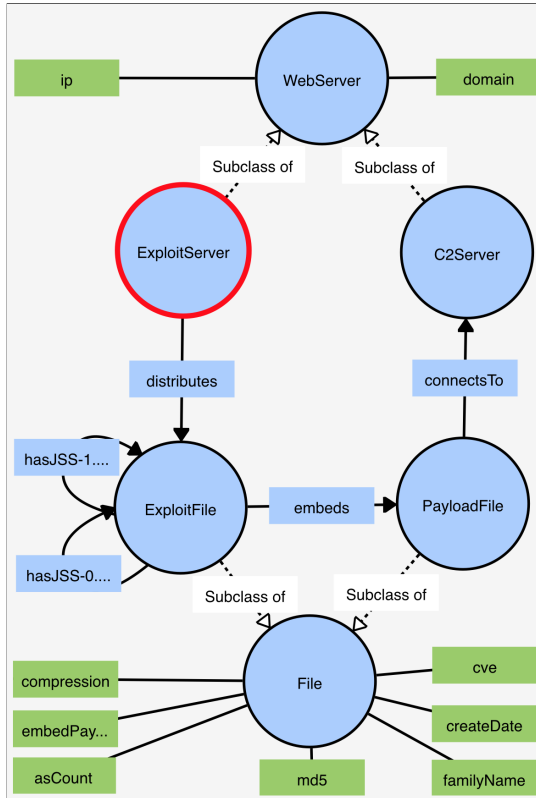 ip
WebServer
domain
Subclass of
Subclass of
ExploitServer
C2Server
distributes
connectsTo
hasJSS-1....
ExploitFile
embeds
PayloadFile
hasJSS-0....
Subclass of
Subclass of
compression
File
cve
embedPay...
createDate
asCount
md5
familyName